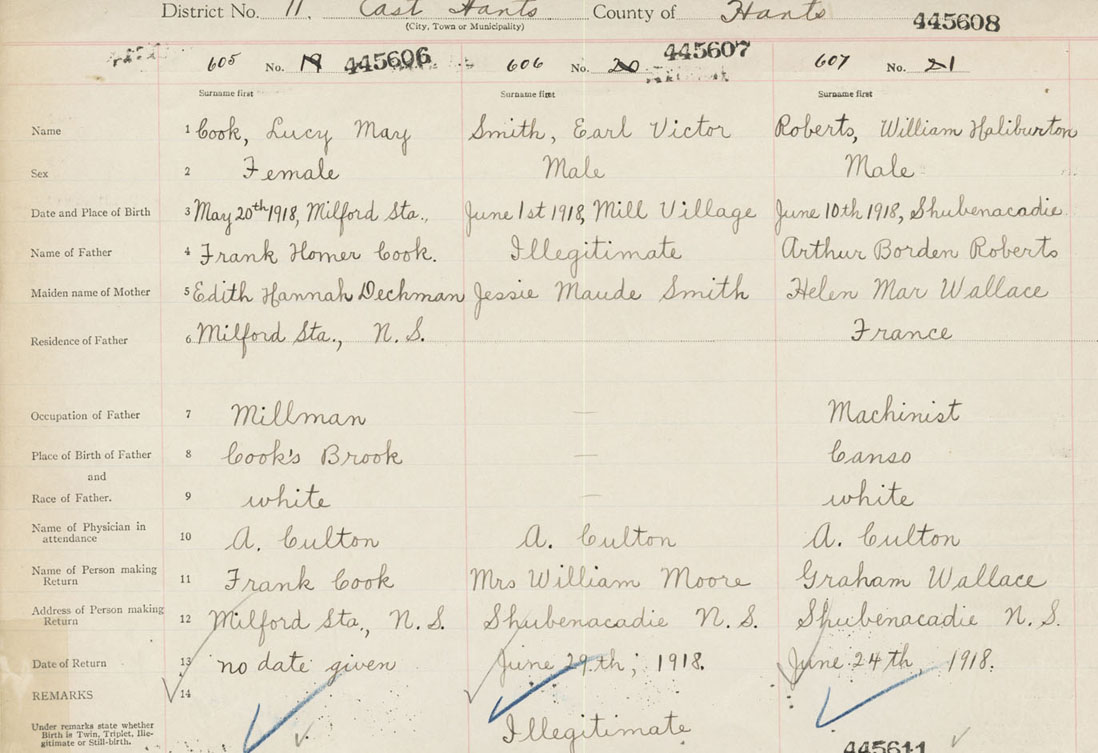 District No. 11. East Hants County of Hants
(City, Town or Municipality)
445608
605 No. 19 445606 606 No. 20 445607 607 No. 21
Surname first Surname first Surname first
Name 1 Cook, Lucy May Smith, Earl Victor Roberts, William Haliburton
Sex 2 Female Male Male
Date and Place of Birth 3 May 20th 1918, Milford Sta., June 1st 1918, Mill Village June 10th 1918, Shubenacadie.
Name of Father 4 Frank Homer Cook. Illegitimate Arthur Borden Roberts
Maiden name of Mother 5 Edith Hannah Dechman Jessie Maude Smith Helen Mar Wallace
Residence of Father 6 Milford Sta., N.S. France
Occupation of Father 7 Millman — Machinist
Place of Birth of Father 8 Cook's Brook — Canso
and
Race of Father. 9 white — white
Name of Physician in
attendance 10 A. Culton A. Culton A. Culton
Name of Person making
Return 11 Frank Cook Mrs William Moore Graham Wallace
Address of Person making
Return 12 Milford Sta., N.S. Shubenacadie N.S. Shubenacadie N.S.
Date of Return 13 no date given June 29th, 1918. June 24th, 1918.
REMARKS 14
Under remarks state whether
Birth is Twin, Triplet, Ille-
gitimate or Still-birth.
Illegitimate
445611